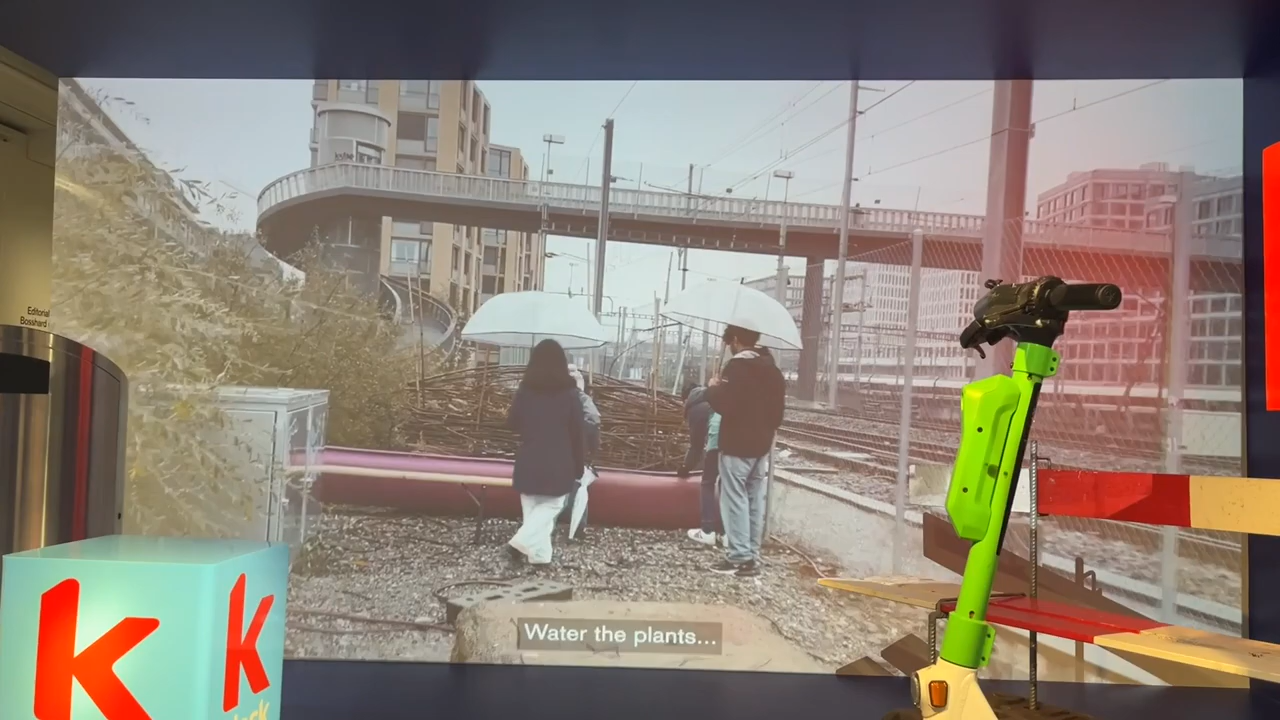 Editorial
Bosshard
Water the plants...
k
k